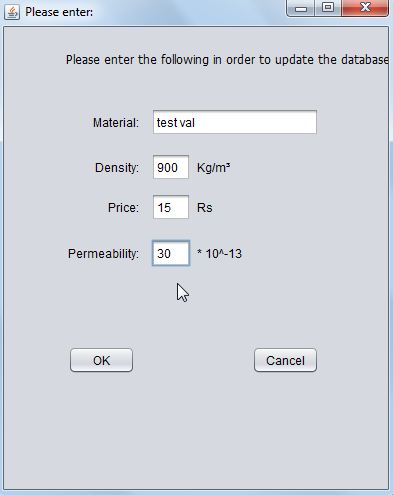 Please enter:
Please enter the following in order to update the database
Material: test val
Density: 900 Kg/m³
Price: 15 Rs
Permeability: 30 * 10^-13
OK Cancel